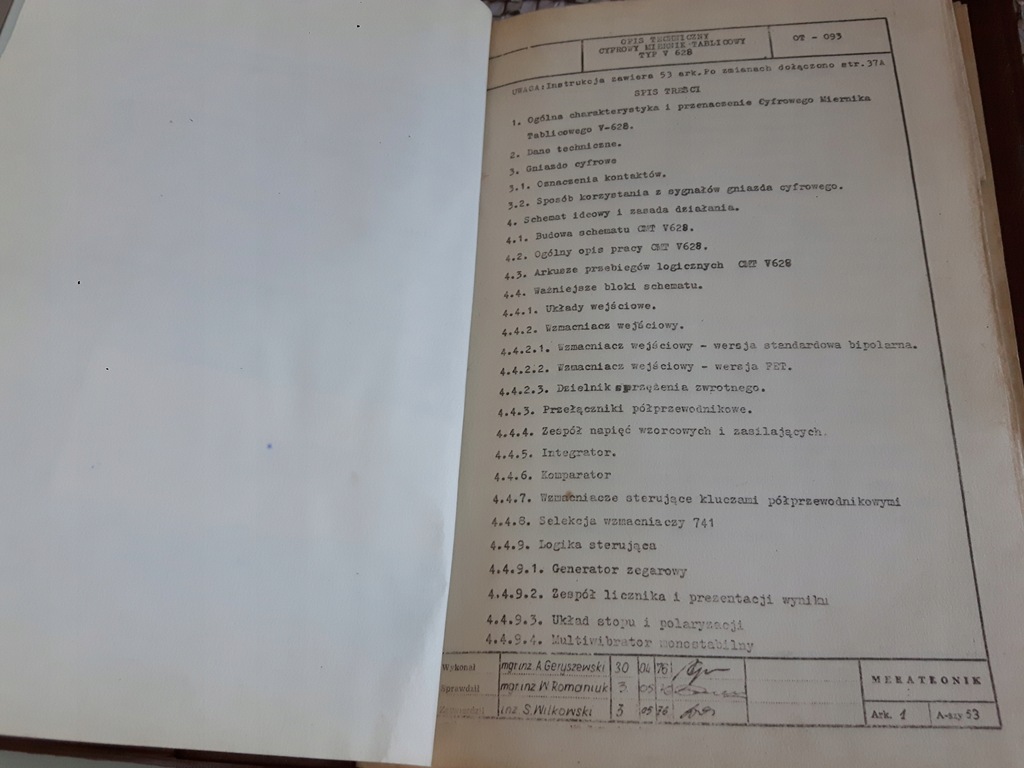 OPIS TECHNICZNY
CYFROWY MIERNIK TABLICOWY
TYP V 628
OT - 093
UWAGA:Instrukcja zawiera 53 ark.Po zmianach dołączono str.37A
SPIS TREŚCI
1. Ogólna charakterystyka i przeznaczenie Cyfrowego Miernika
Tablicowego V-628.
2. Dane techniczne.
3. Gniazdo cyfrowe
3.1. Oznaczenia kontaktów.
3.2. Sposób korzystania z sygnałów gniazda cyfrowego.
4. Schemat ideowy i zasada działania.
4.1. Budowa schematu CMT V628.
4.2. Ogólny opis pracy CMT V628.
4.3. Arkusze przebiegów logicznych CMT V628
4.4. Ważniejsze bloki schematu.
4.4.1. Układy wejściowe.
4.4.2. Wzmacniacz wejściowy.
4.4.2.1. Wzmacniacz wejściowy - wersja standardowa bipolarna.
4.4.2.2. Wzmacniacz wejściowy - wersja FET.
4.4.2.3. Dzielnik sprzężenia zwrotnego.
4.4.3. Przełączniki półprzewodnikowe.
4.4.4. Zespół napięć wzorcowych i zasilających.
4.4.5. Integrator.
4.4.6. Komparator
4.4.7. Wzmacniacze sterujące kluczami półprzewodnikowymi
4.4.8. Selekcja wzmacniaczy 741
4.4.9. Logika sterująca
4.4.9.1. Generator zegarowy
4.4.9.2. Zespół licznika i prezentacji wyniku
4.4.9.3. Układ stopu i polaryzacji
4.4.9.4. Multiwibrator monostabilny
Wykonał mgr inż A.Geryszewski 30 04 76
Sprawdził mgr inż W Romaniuk 3 05
inż S.Wilkowski 3 05 76
MERATRONIK
Ark. 1 A-szy 53